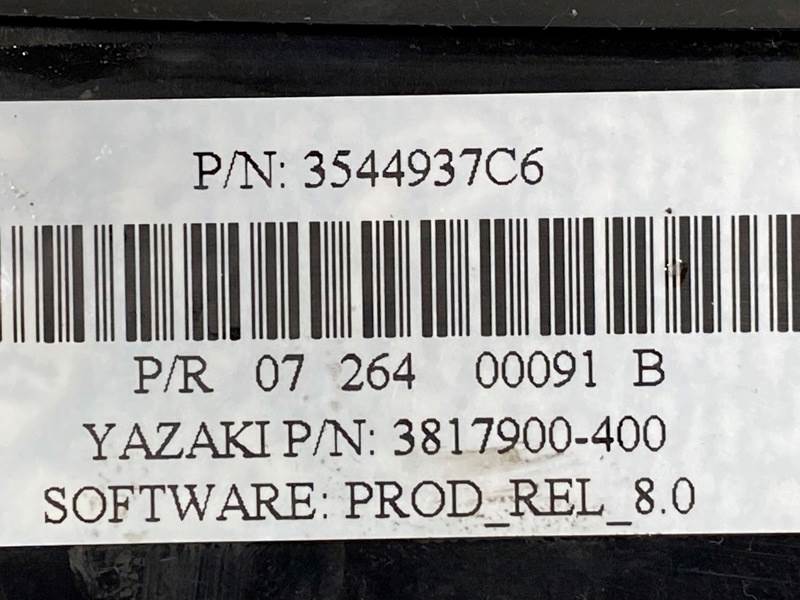 P/N: 3544937C6
P/R 07 264 00091 B
YAZAKI P/N: 3817900-400
SOFTWARE: PROD_REL_8.0